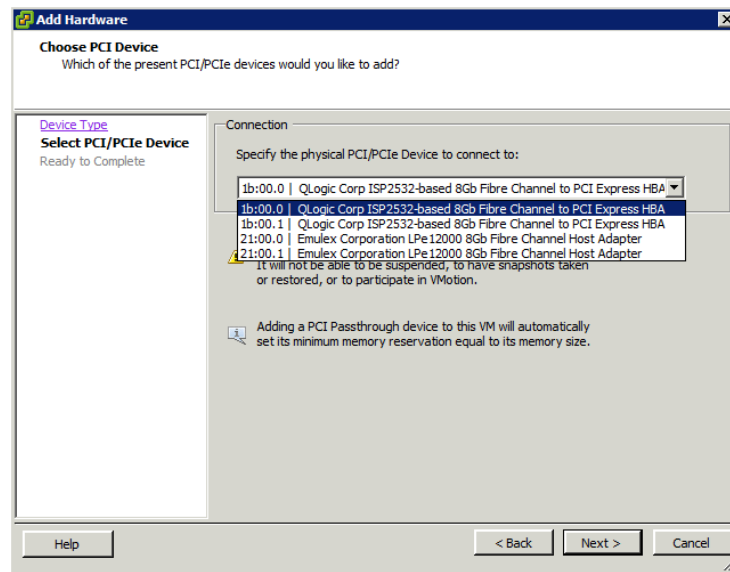 Add Hardware
Choose PCI Device
Which of the present PCI/PCIe devices would you like to add?
Device Type
Select PCI/PCIe Device
Ready to Complete
Connection
Specify the physical PCI/PCIe Device to connect to:
1b:00.0 | QLogic Corp ISP2532-based 8Gb Fibre Channel to PCI Express HBA
1b:00.0 | QLogic Corp ISP2532-based 8Gb Fibre Channel to PCI Express HBA
1b:00.1 | QLogic Corp ISP2532-based 8Gb Fibre Channel to PCI Express HBA
21:00.0 | Emulex Corporation LPe12000 8Gb Fibre Channel Host Adapter
21:00.1 | Emulex Corporation LPe12000 8Gb Fibre Channel Host Adapter
It will not be able to be suspended, to have snapshots taken
or restored, or to participate in VMotion.
Adding a PCI Passthrough device to this VM will automatically
set its minimum memory reservation equal to its memory size.
Help
< Back
Next >
Cancel